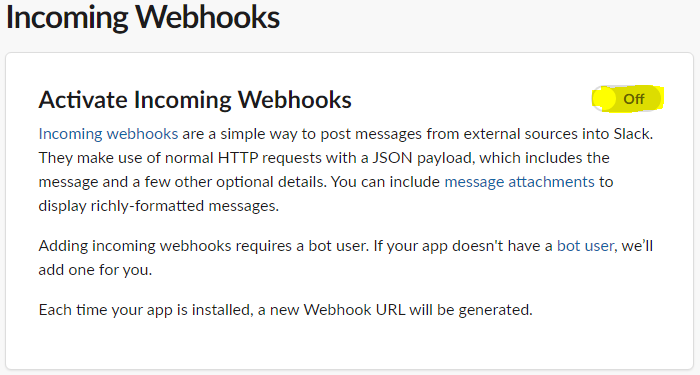 Incoming Webhooks
Activate Incoming Webhooks
Off
Incoming webhooks are a simple way to post messages from external sources into Slack.
They make use of normal HTTP requests with a JSON payload, which includes the
message and a few other optional details. You can include message attachments to
display richly-formatted messages.
Adding incoming webhooks requires a bot user. If your app doesn't have a bot user, we’ll
add one for you.
Each time your app is installed, a new Webhook URL will be generated.